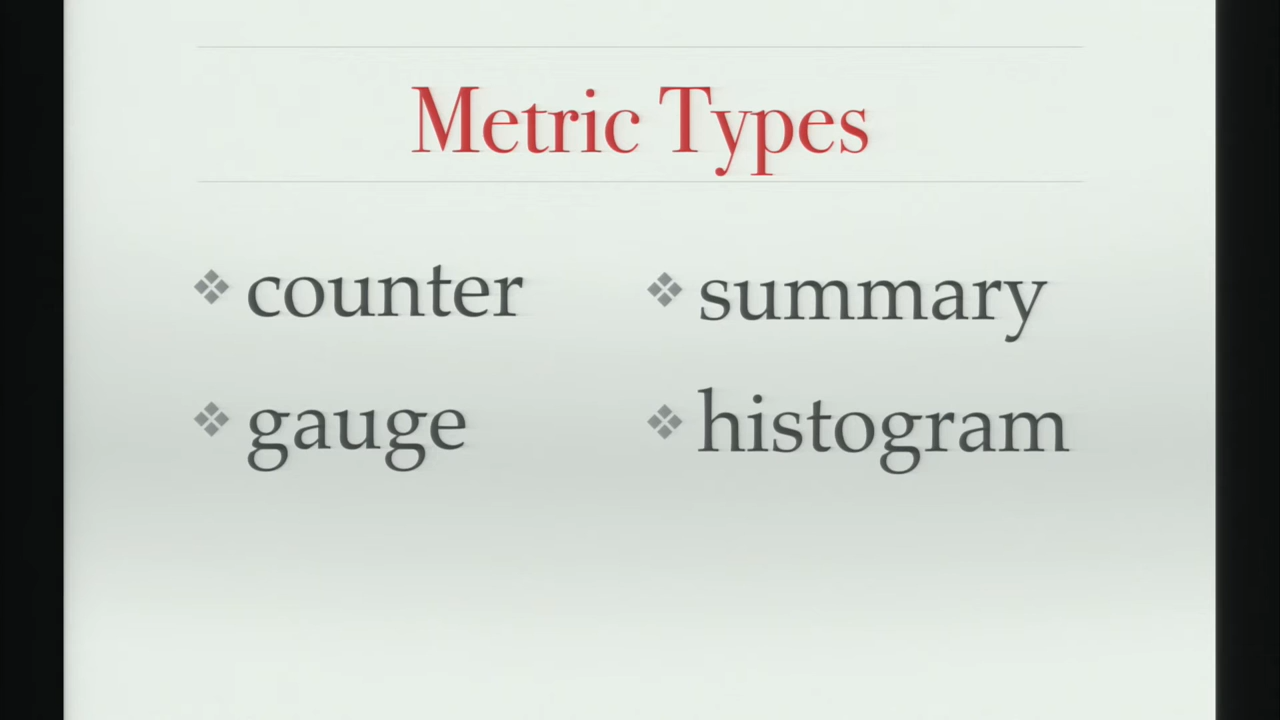 Metric Types
counter
gauge
summary
histogram